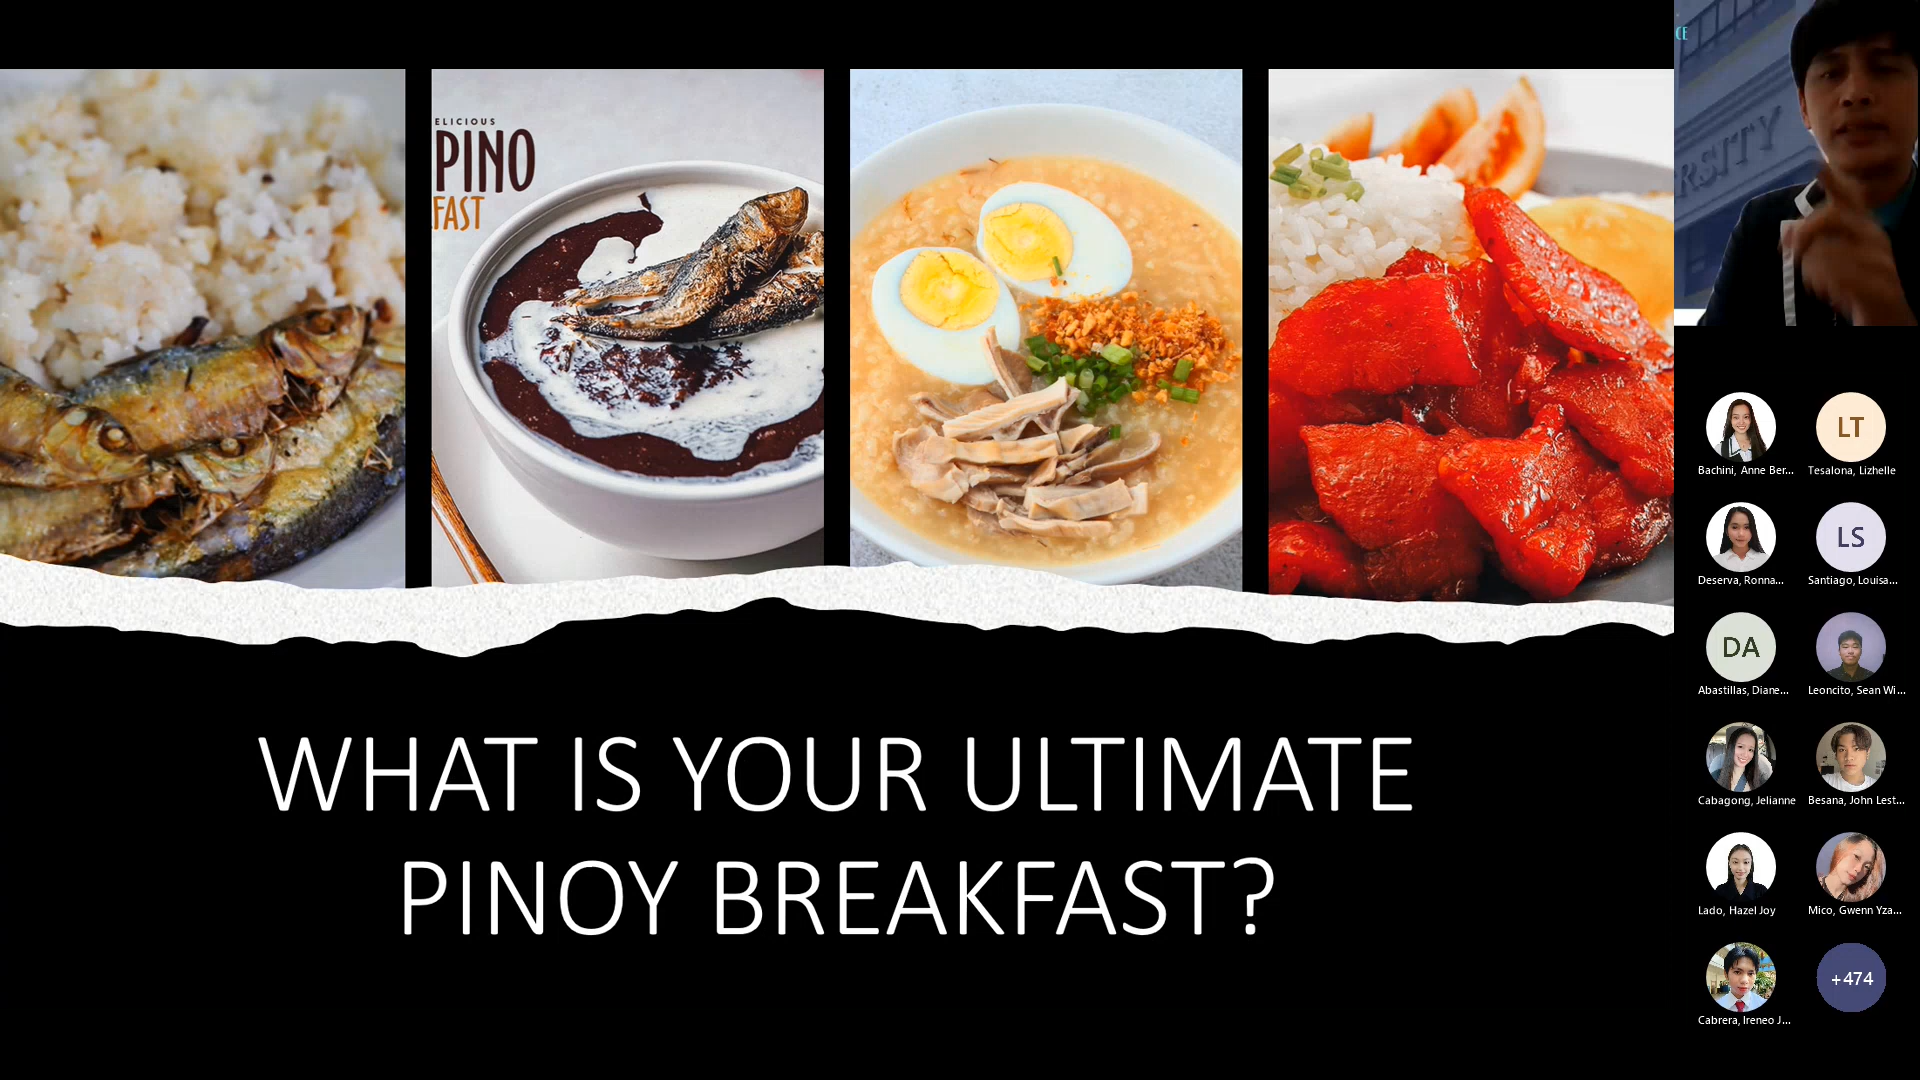 ELICIOUS
PINO
FAST
CE
RSITY
WHAT IS YOUR ULTIMATE
PINOY BREAKFAST?
Bachini, Anne Ber...
Tesalona, Lizhelle
LT
Deserva, Ronna...
LS
Santiago, Louisa...
DA
Abastillas, Diane...
Leoncito, Sean Wi...
Cabagong, Jelianne
Besana, John Lest...
Lado, Hazel Joy
Mico, Gwenn Yza...
Cabrera, Ireneo J...
+474